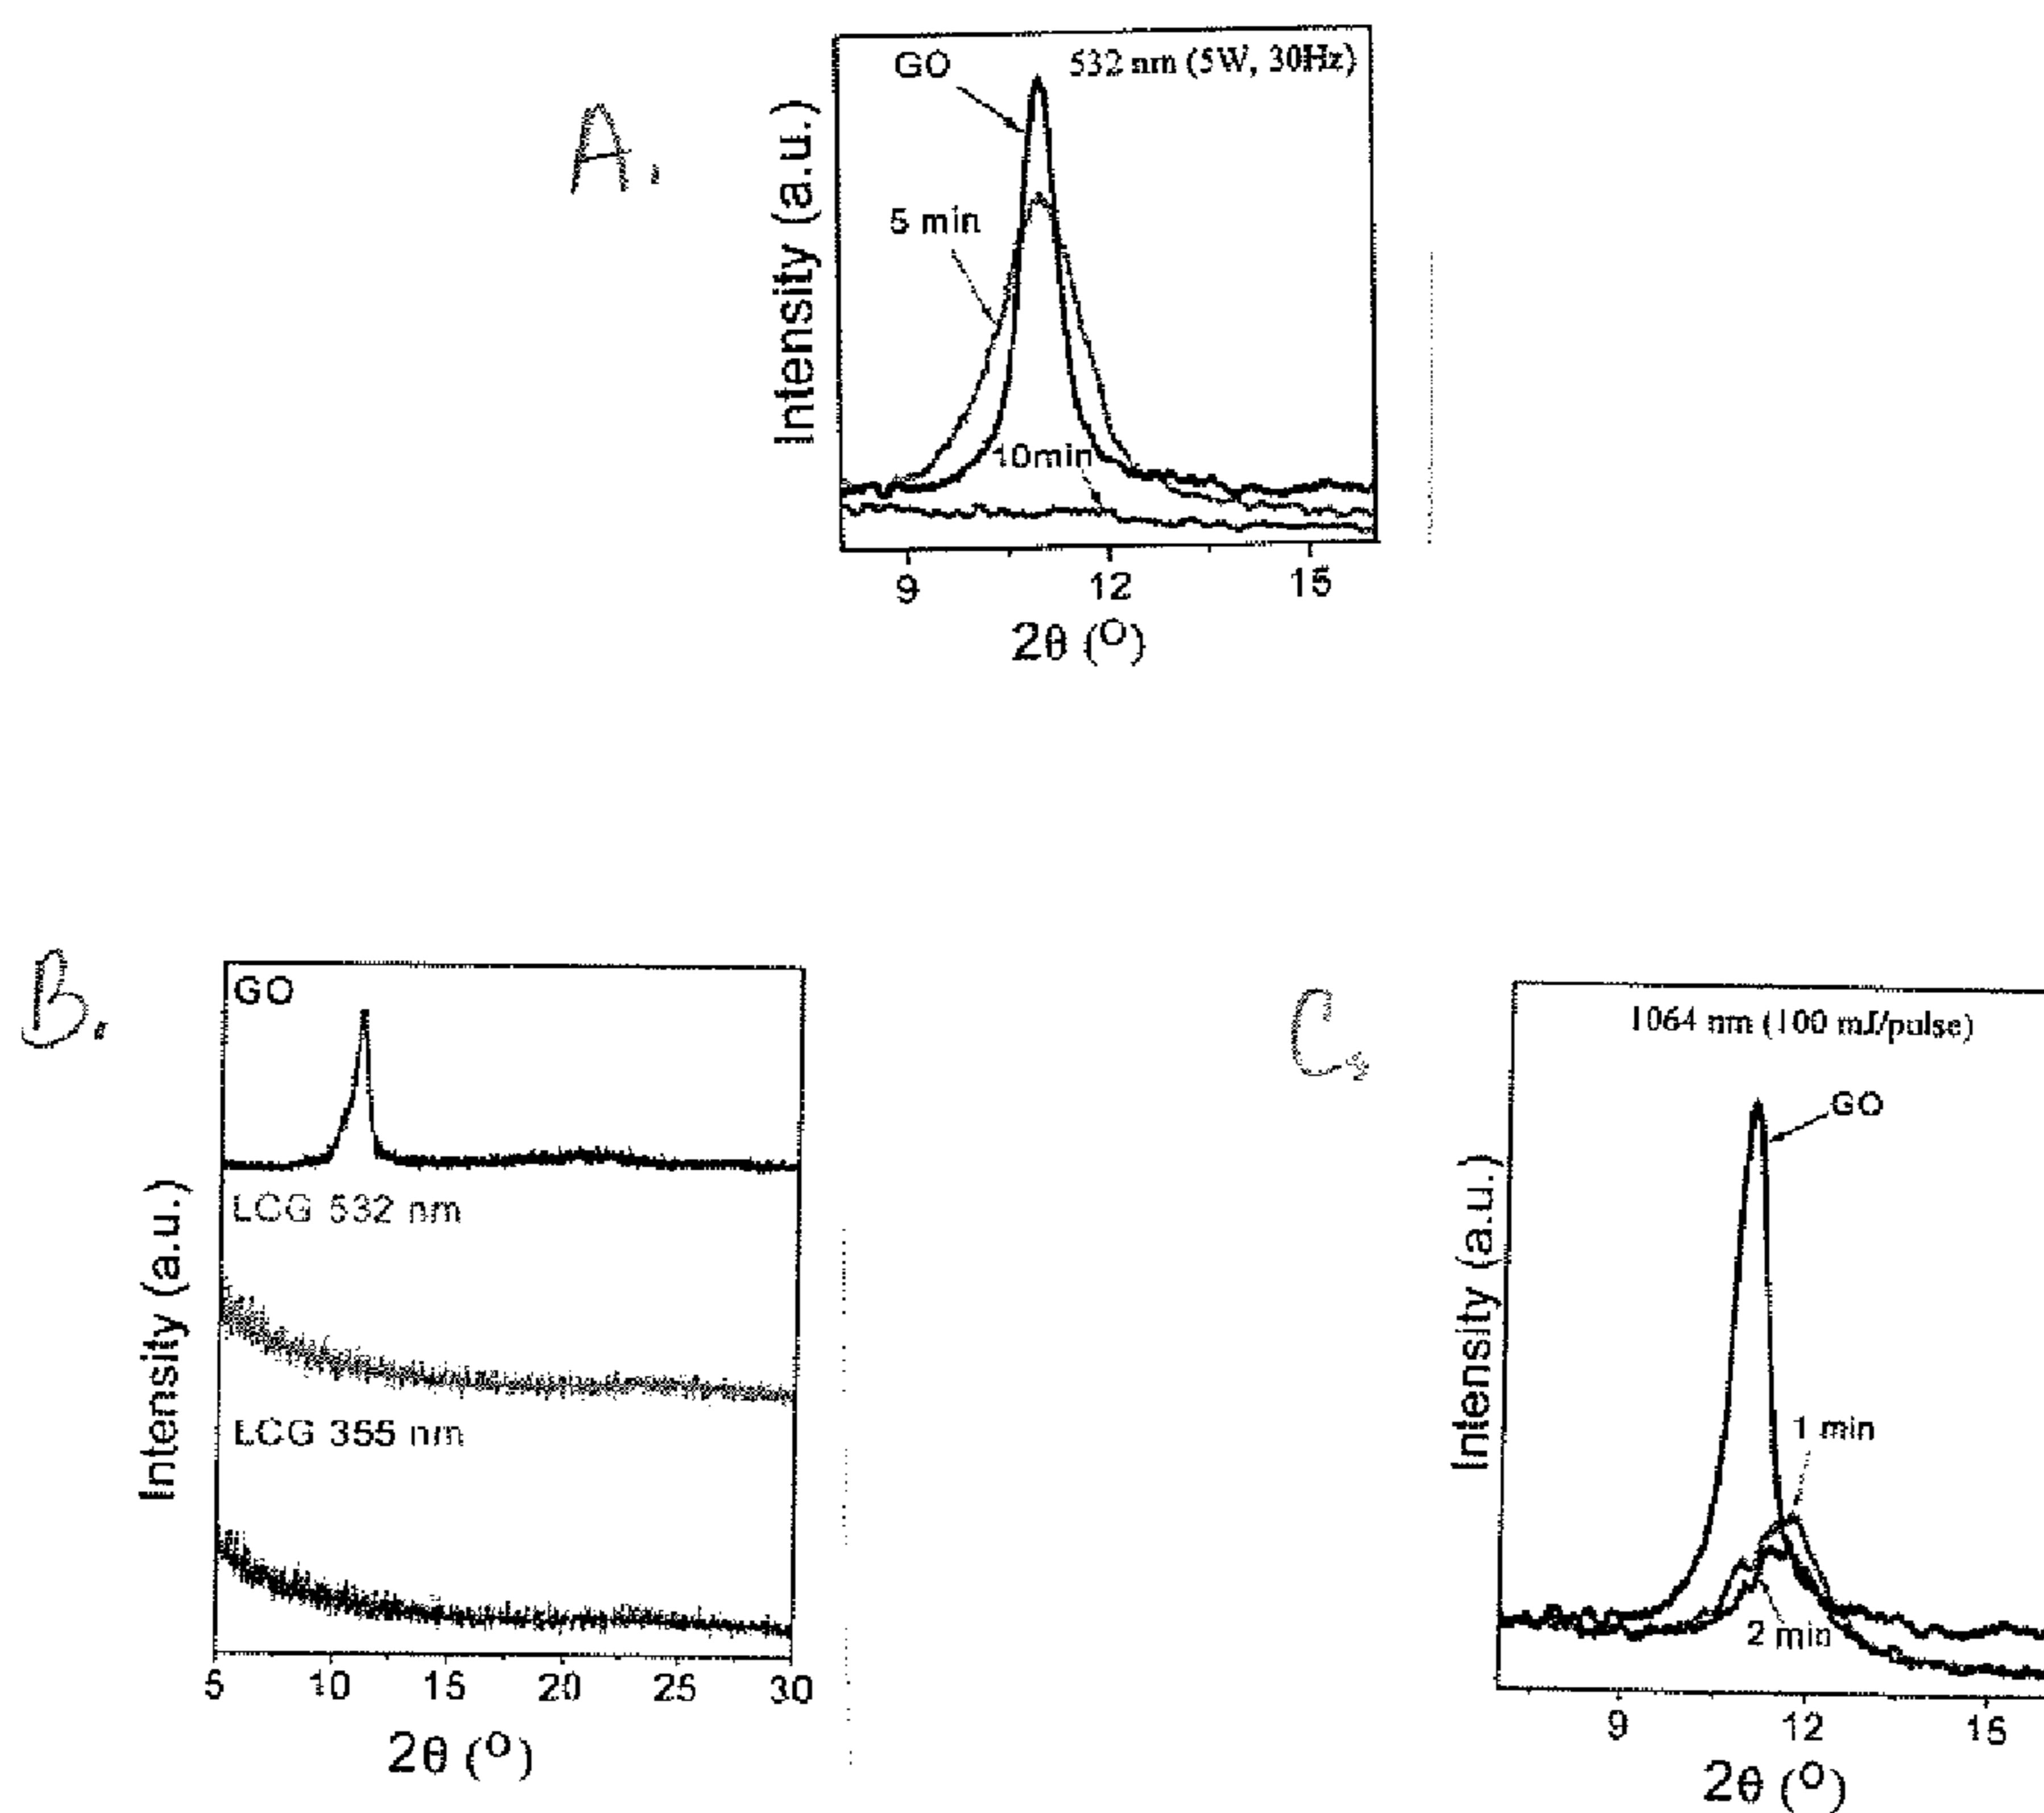 A.
GO
532 nm (5W, 30Hz)
5 min
10min
Intensity (a.u.)
9 12 15
2θ (O)
B.
GO
LCG 532 nm
LCG 355 nm
Intensity (a.u.)
5 10 15 20 25 30
2θ (O)
C.
1064 nm (100 mJ/pulse)
GO
1 min
2 min
Intensity (a.u.)
9 12 15
2θ (O)